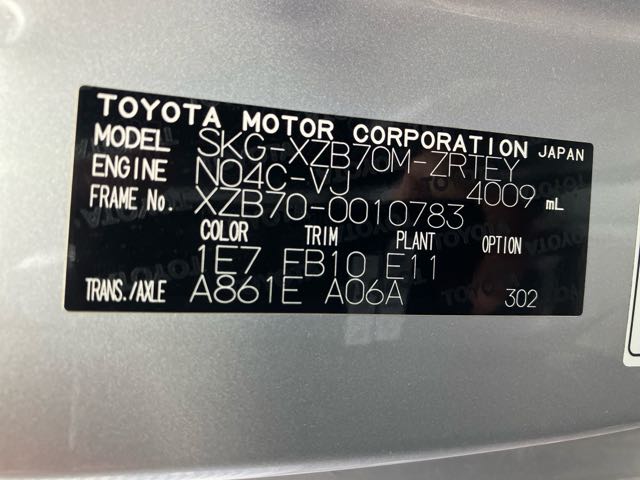 TOYOTA MOTOR CORPORATION JAPAN
MODEL SKG-XZB70M-ZRTEY
ENGINE N04C-VJ 4009 mL
FRAME No. XZB70-0010783
COLOR TRIM PLANT OPTION
1E7 FB10 E11
TRANS./AXLE A861E A06A 302